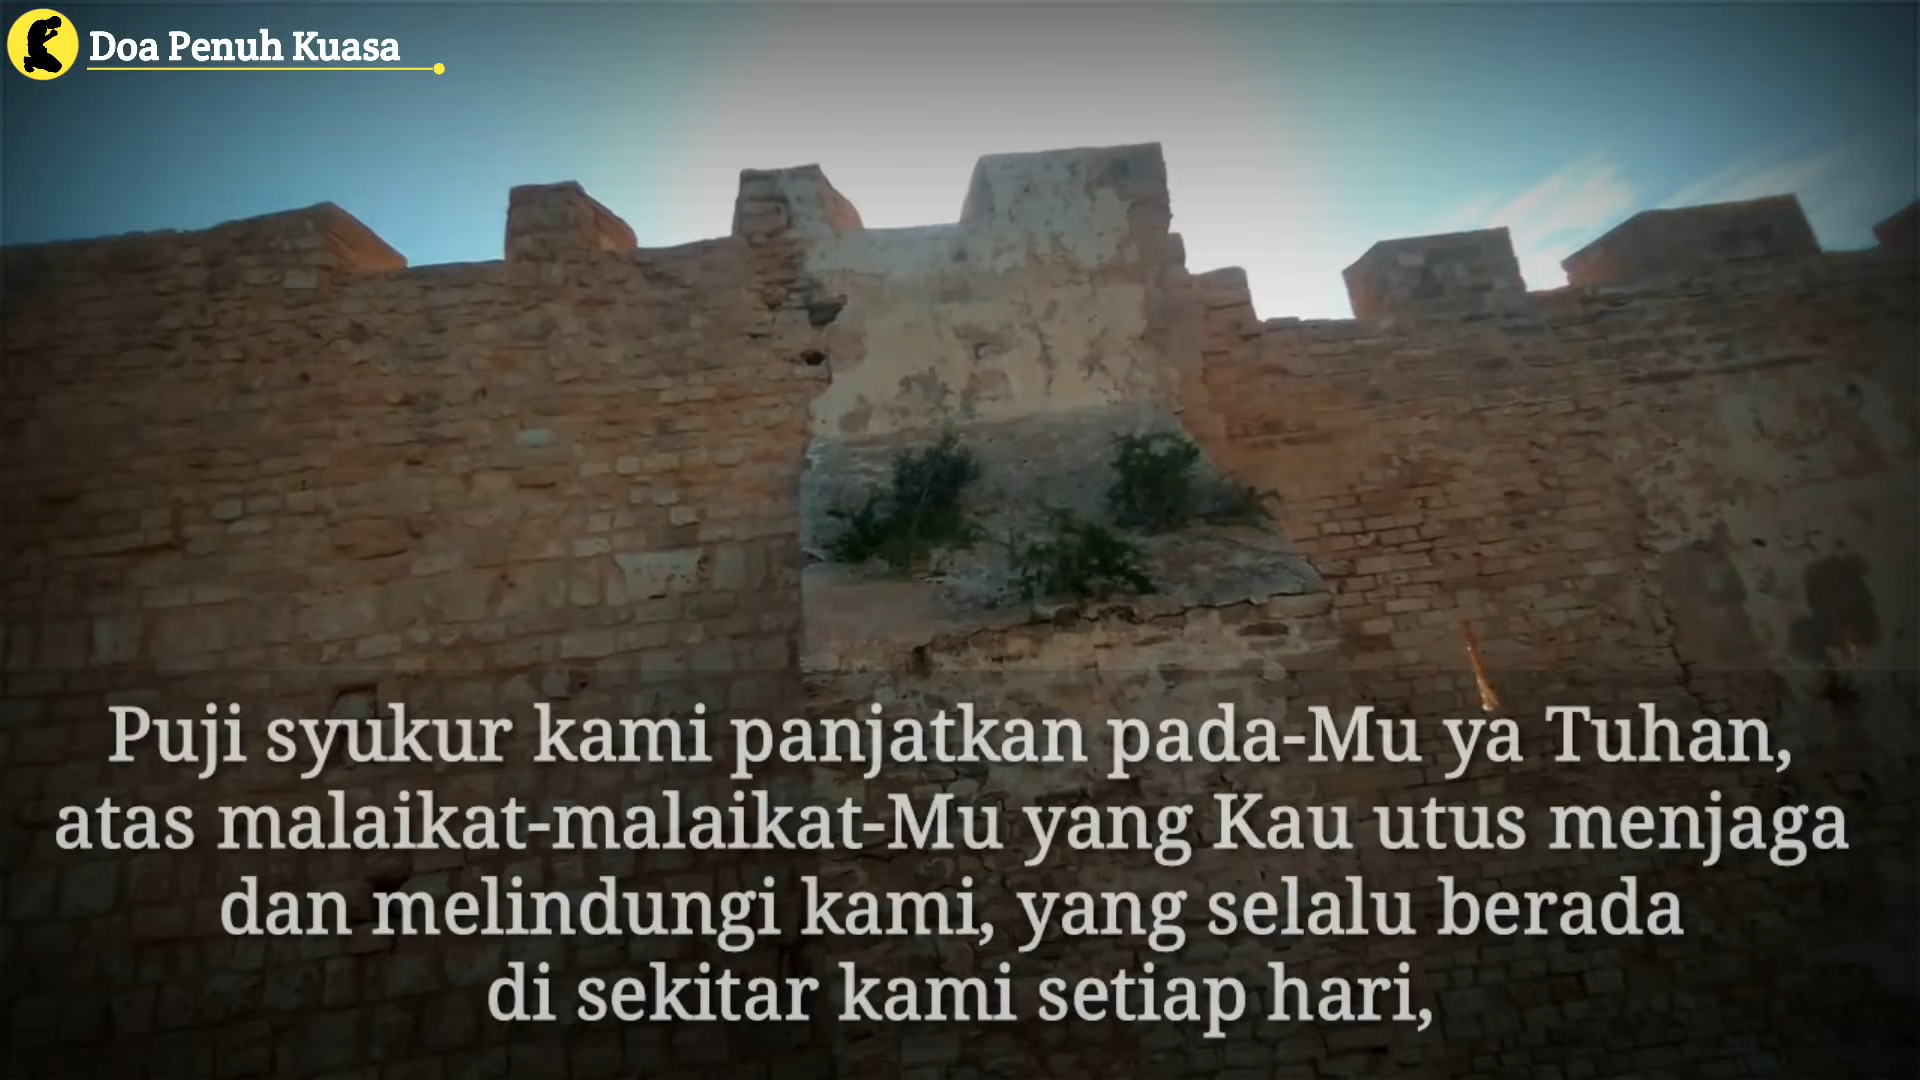 Doa Penuh Kuasa
Puji syukur kami panjatkan pada-Mu ya Tuhan,
atas malaikat-malaikat-Mu yang Kau utus menjaga
dan melindungi kami, yang selalu berada
di sekitar kami setiap hari,